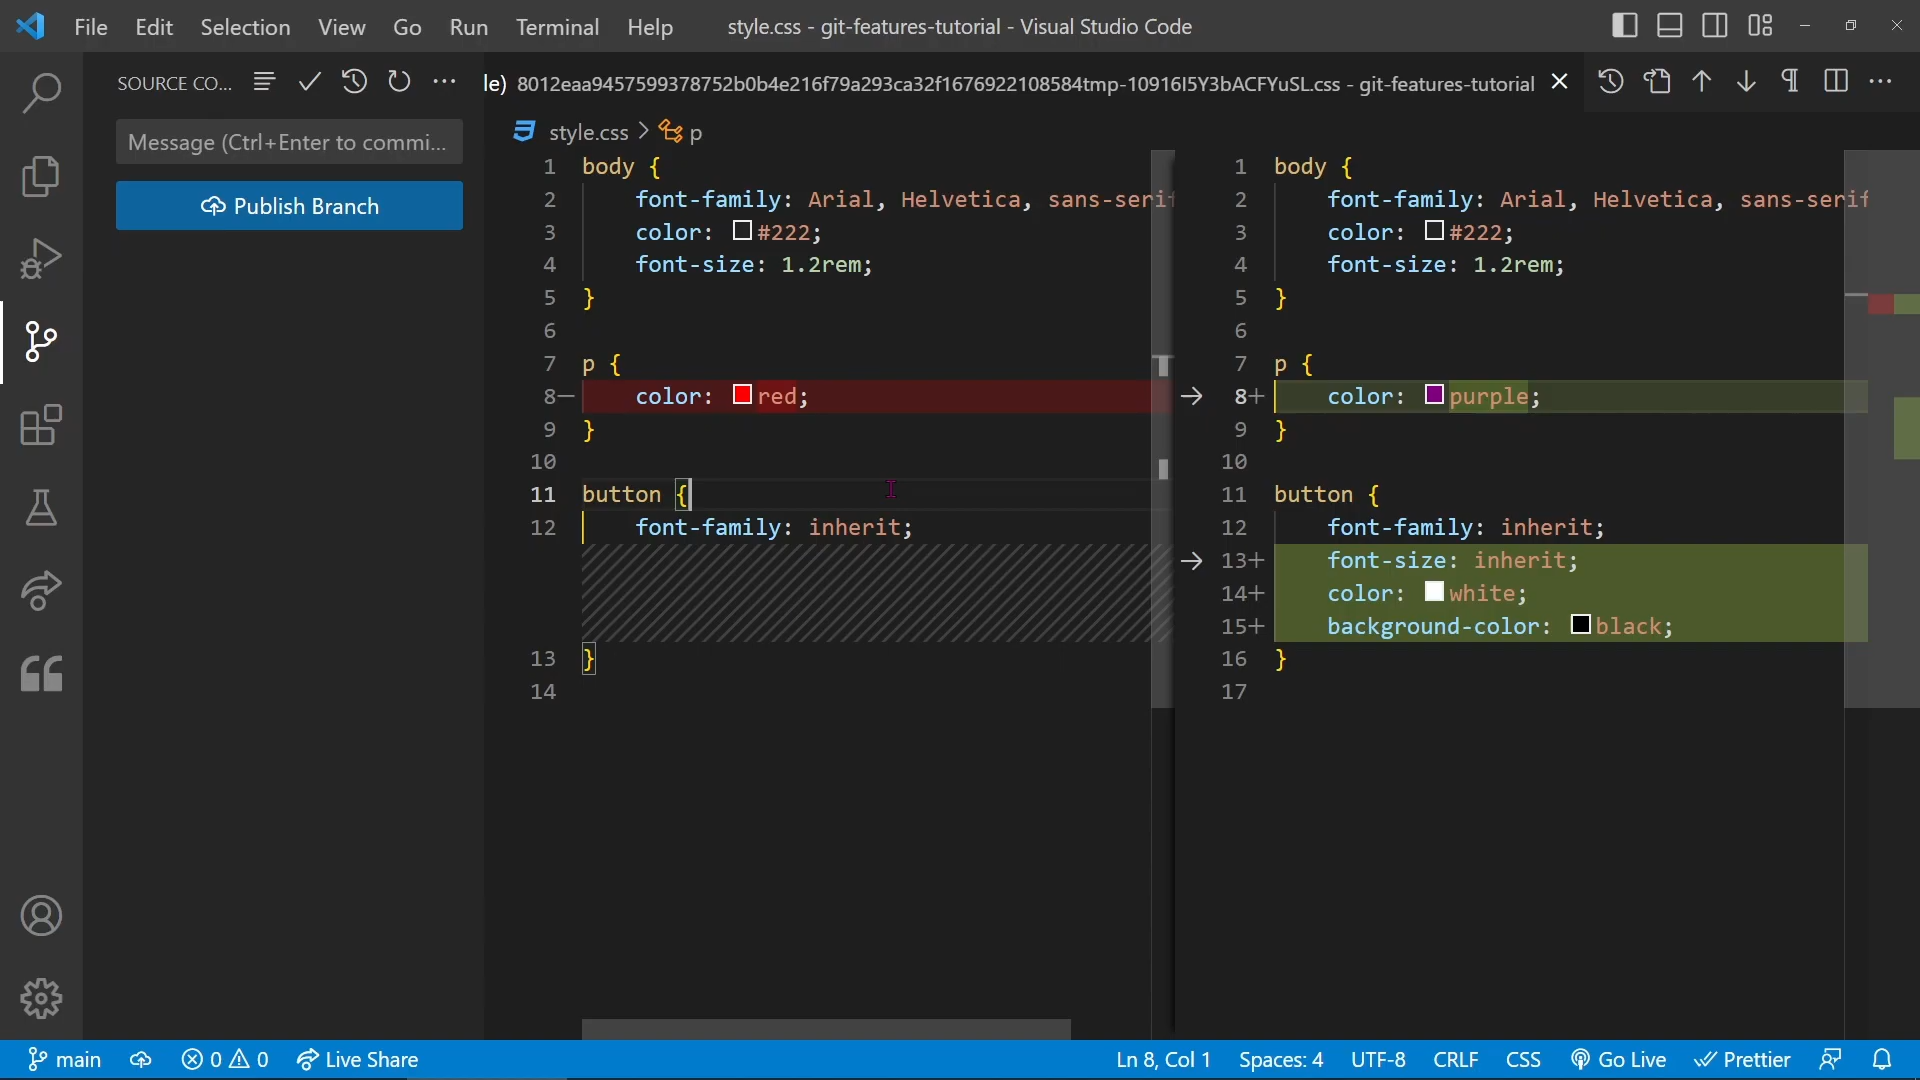 File Edit Selection View Go Run Terminal Help style.css - git-features-tutorial - Visual Studio Code
SOURCE CO...
le) 8012eaa9457599378752b0b4e216f79a293ca32f1676922108584tmp-10916I5Y3bACFYuSL.css - git-features-tutorial
Message (Ctrl+Enter to commi...
Publish Branch
style.css > p
1 body {
2 font-family: Arial, Helvetica, sans-serif
3 color: #222;
4 font-size: 1.2rem;
5 }
6
7 p {
8— color: red;
9 }
10
11 button {
12 font-family: inherit;
13 }
14
1 body {
2 font-family: Arial, Helvetica, sans-serif
3 color: #222;
4 font-size: 1.2rem;
5 }
6
7 p {
8+ color: purple;
9 }
10
11 button {
12 font-family: inherit;
13+ font-size: inherit;
14+ color: white;
15+ background-color: black;
16 }
17
main 0 0 Live Share Ln 8, Col 1 Spaces: 4 UTF-8 CRLF CSS Go Live Prettier